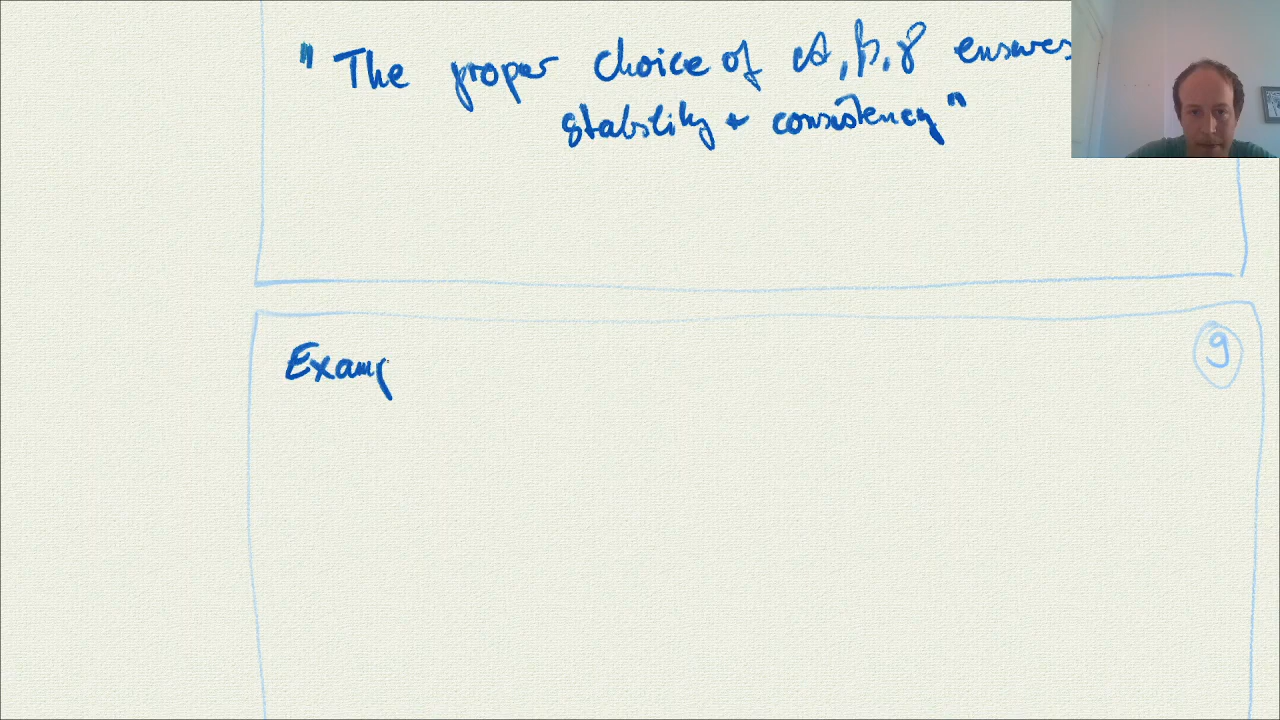 "The proper choice of α, β, γ ensures
stability + consistency"
9
Examp